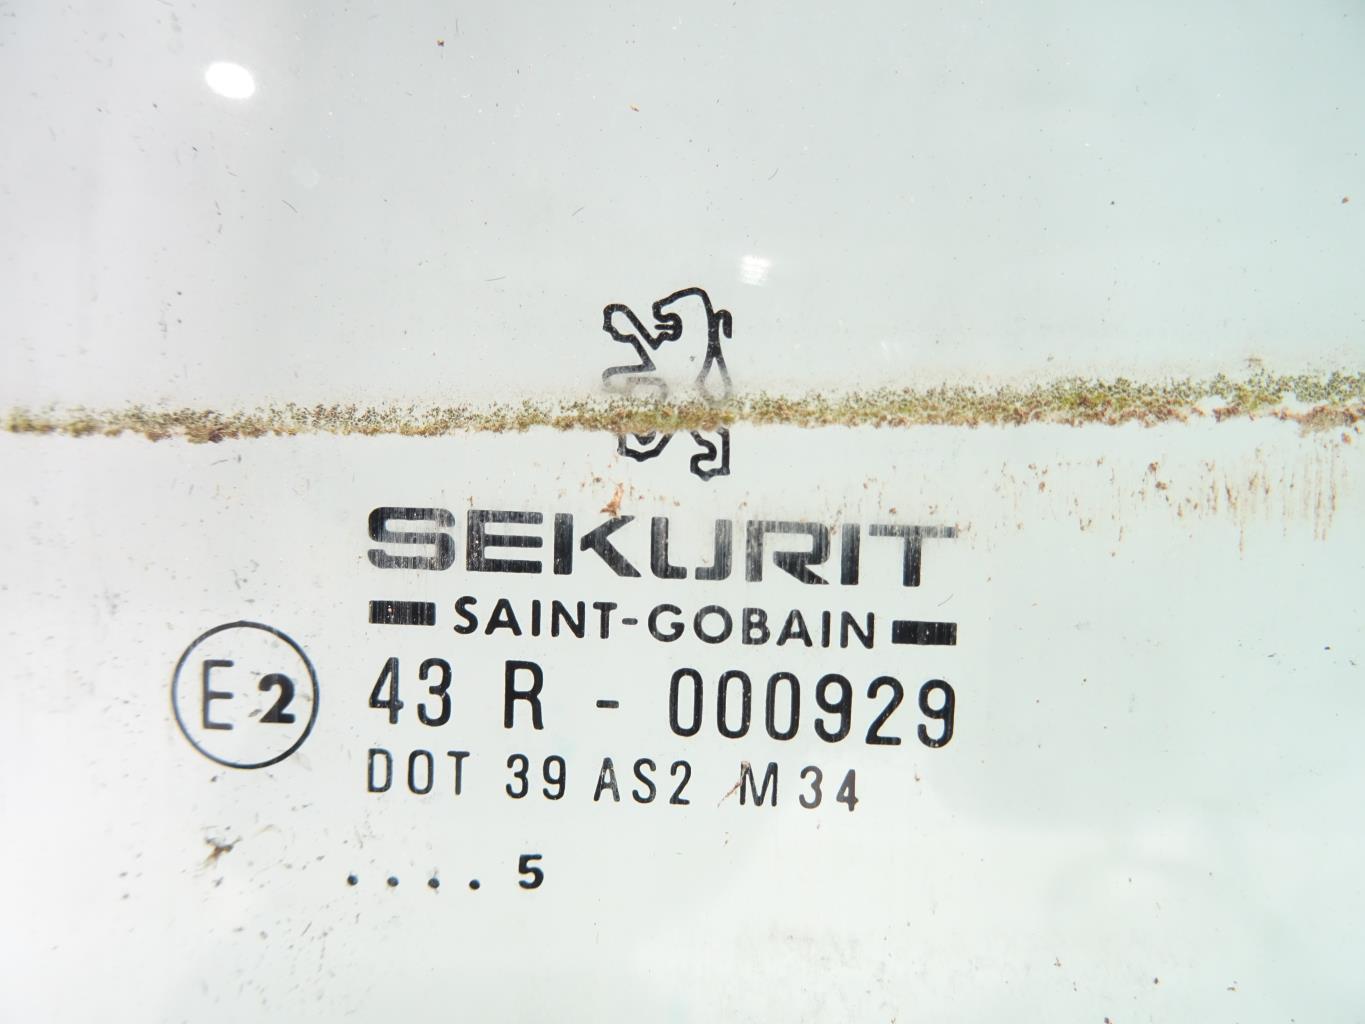 SEKURIT
SAINT-GOBAIN
E2 43 R - 000929
DOT 39 AS2 M34
.... 5